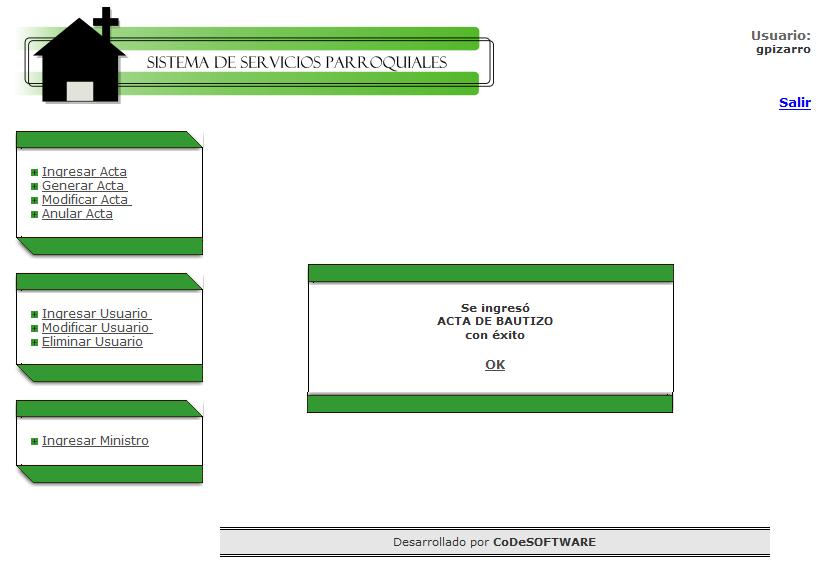 SISTEMA DE SERVICIOS PARROQUIALES
Usuario:
gpizarro
Salir
Ingresar Acta
Generar Acta
Modificar Acta
Anular Acta
Ingresar Usuario
Modificar Usuario
Eliminar Usuario
Ingresar Ministro
Se ingresó
ACTA DE BAUTIZO
con éxito
OK
Desarrollado por CoDeSOFTWARE